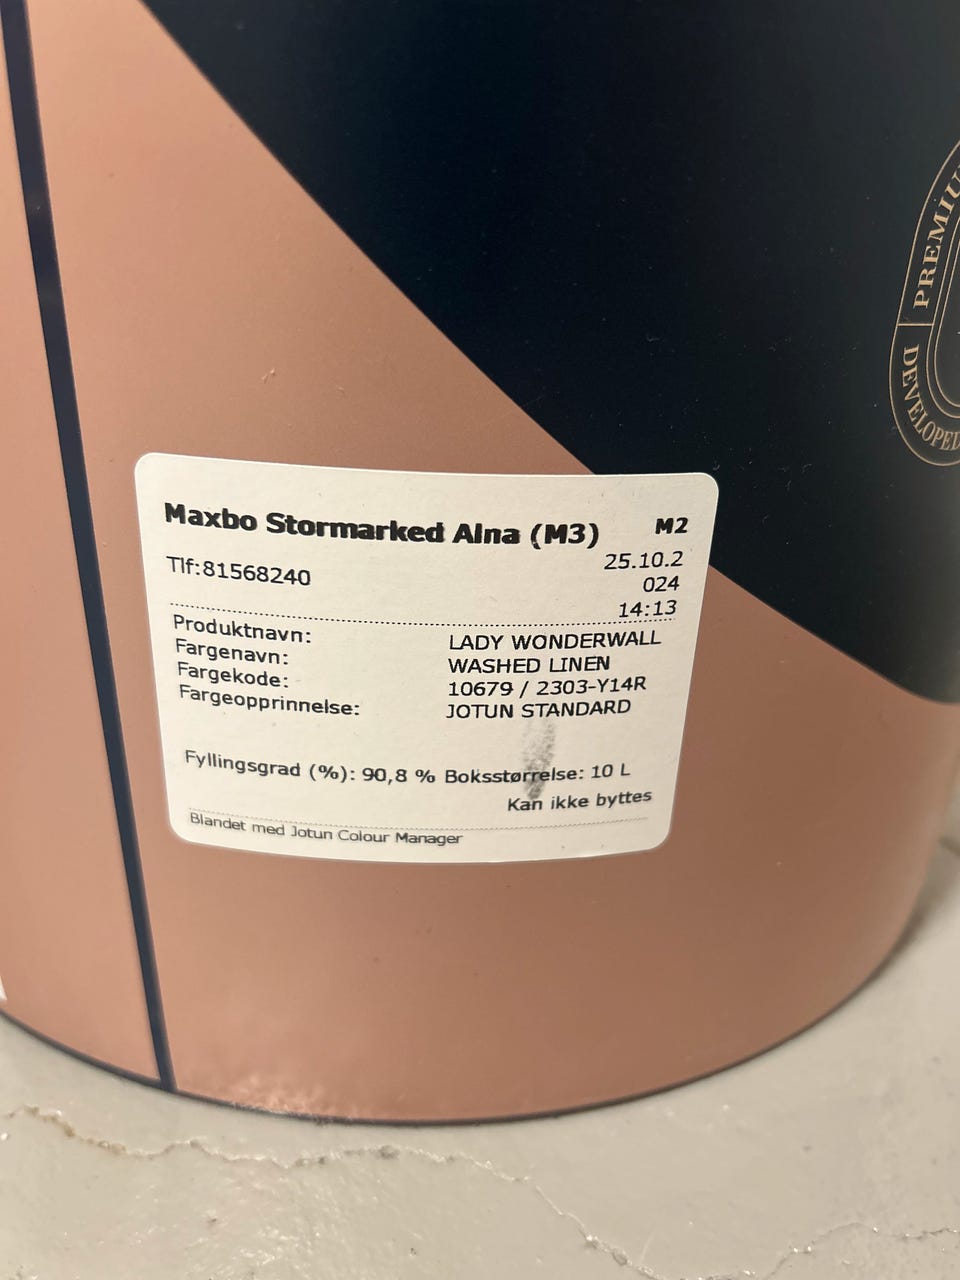 PREMIUM
DEVELOPED
Maxbo Stormarked Alna (M3) M2
Tlf:81568240 25.10.2
024
14:13
Produktnavn: LADY WONDERWALL
Fargenavn: WASHED LINEN
Fargekode: 10679 / 2303-Y14R
Fargeopprinnelse: JOTUN STANDARD
Fyllingsgrad (%): 90,8 % Boksstørrelse: 10 L
Kan ikke byttes
Blandet med Jotun Colour Manager